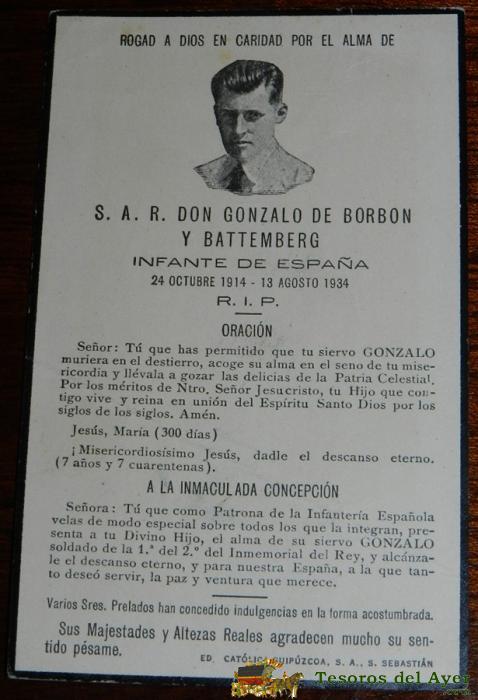 ROGAD A DIOS EN CARIDAD POR EL ALMA DE
S. A. R. DON GONZALO DE BORBON
Y BATTEMBERG
INFANTE DE ESPAÑA
24 OCTUBRE 1914 - 13 AGOSTO 1934
R. I. P.
ORACIÓN
Señor: Tú que has permitido que tu siervo GONZALO
muriera en el destierro, acoge su alma en el seno de tu mise-
ricordia y llévala a gozar las delicias de la Patria Celestial.
Por los méritos de Ntro. Señor Jesucristo, tu Hijo que con-
tigo vive y reina en unión del Espíritu Santo Dios por los
siglos de los siglos. Amén.
Jesús, María (300 días)
¡Misericordiosísimo Jesús, dadle el descanso eterno.
(7 años y 7 cuarentenas).
A LA INMACULADA CONCEPCIÓN
Señora: Tú que como Patrona de la Infantería Española
velas de modo especial sobre todos los que la integran, pre-
senta a tu Divino Hijo, el alma de su siervo GONZALO
soldado de la 1.ª del 2.º del Inmemorial del Rey, y alcánza-
le el descanso eterno, y para nuestra España, a la que tan-
to deseó servir, la paz y ventura que merece.
Varios Sres. Prelados han concedido indulgencias en la forma acostumbrada.
Sus Majestades y Altezas Reales agradecen mucho su sen-
tido pésame.
ED. CATÓLICA GUIPÚZCOA, S. A., S. SEBASTIÁN
Tesoros del Ayer